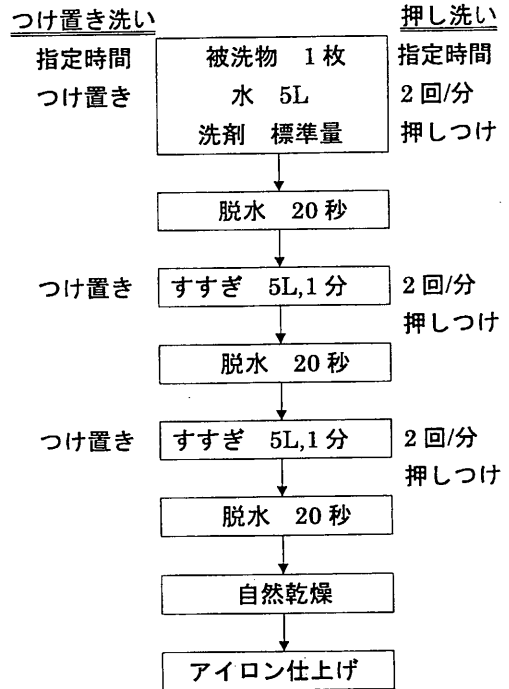 つけ置き洗い 押し洗い
指定時間 被洗物 1枚 指定時間
つけ置き 水 5L 2回/分
洗剤 標準量 押しつけ
脱水 20秒
つけ置き すすぎ 5L,1分 2回/分
押しつけ
脱水 20秒
つけ置き すすぎ 5L,1分 2回/分
押しつけ
脱水 20秒
自然乾燥
アイロン仕上げ